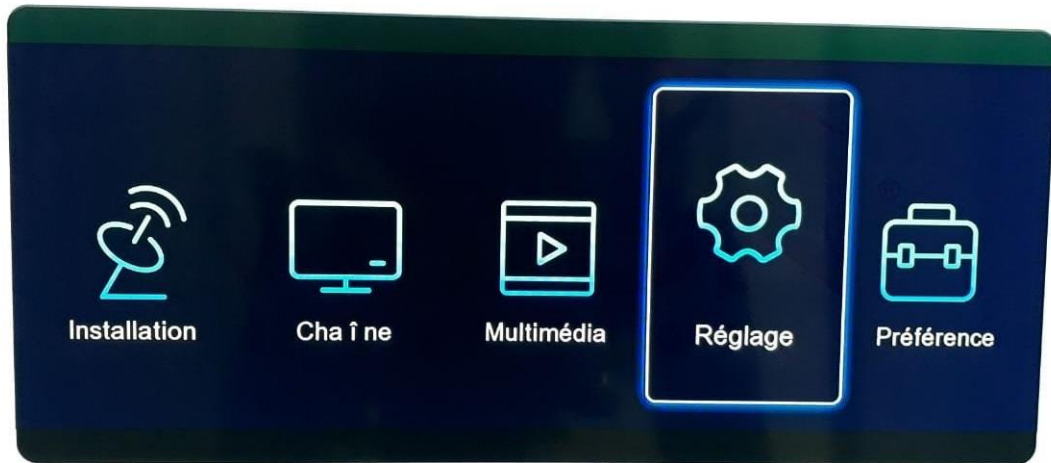 Installation
Cha î ne
Multimédia
Réglage
Préférence